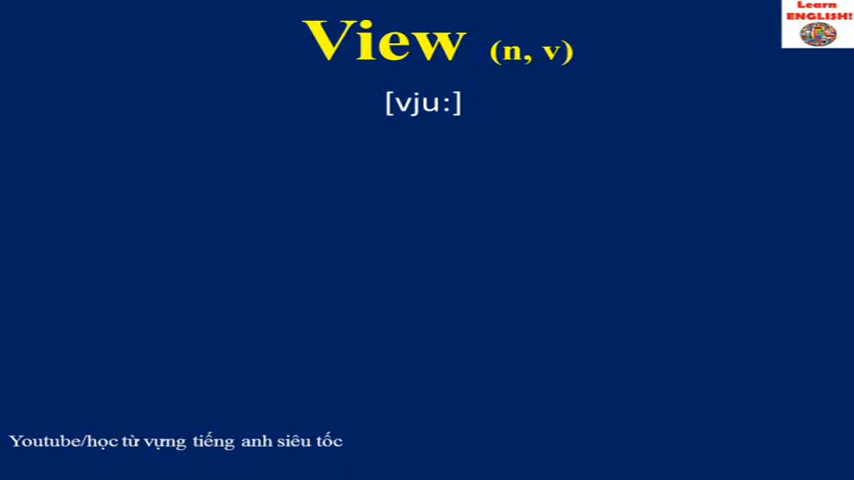 Learn
ENGLISH!
View (n, v)
[vju:]
Youtube/học từ vựng tiếng anh siêu tốc